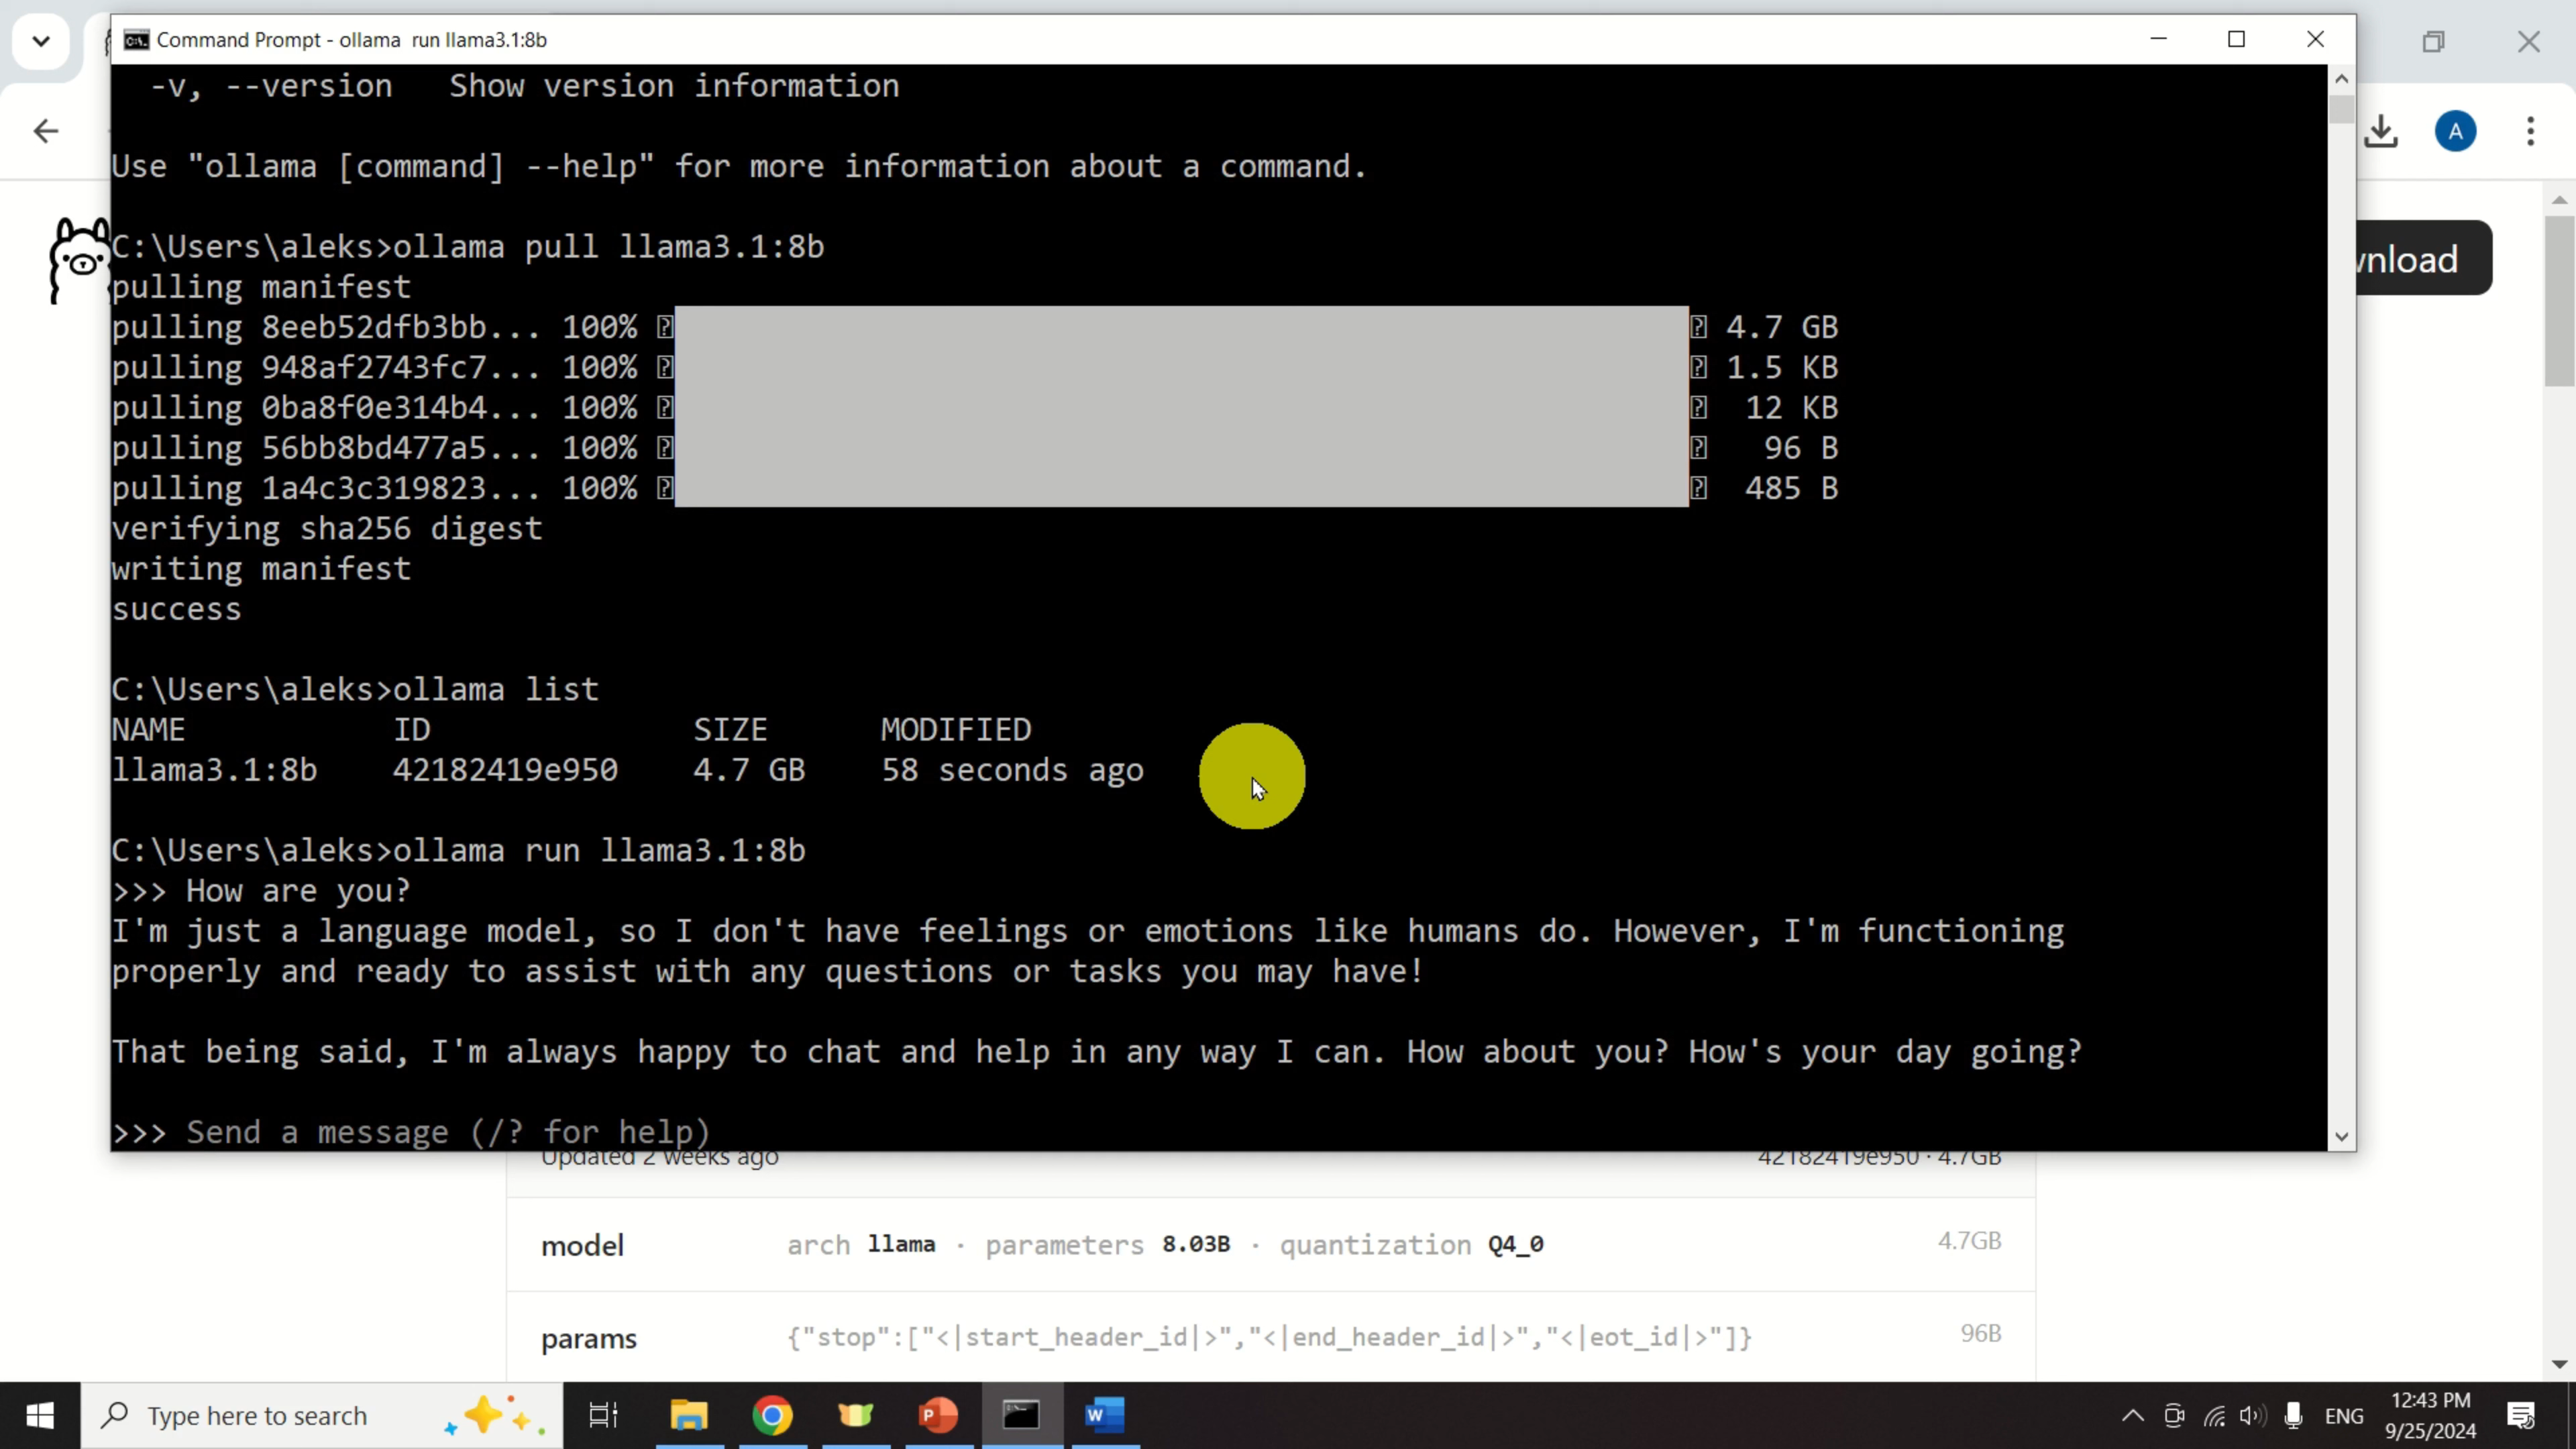 Command Prompt - ollama  run llama3.1:8b
-v, --version   Show version information
A
Use "ollama [command] --help" for more information about a command.
C:\Users\aleks>ollama pull llama3.1:8b
pulling manifest
pulling 8eeb52dfb3bb... 100% 4.7 GB
pulling 948af2743fc7... 100% 1.5 KB
pulling 0ba8f0e314b4... 100% 12 KB
pulling 56bb8bd477a5... 100% 96 B
pulling 1a4c3c319823... 100% 485 B
verifying sha256 digest
writing manifest
success
C:\Users\aleks>ollama list
NAME ID SIZE MODIFIED
llama3.1:8b 42182419e950 4.7 GB 58 seconds ago
C:\Users\aleks>ollama run llama3.1:8b
>>> How are you?
I'm just a language model, so I don't have feelings or emotions like humans do. However, I'm functioning
properly and ready to assist with any questions or tasks you may have!
That being said, I'm always happy to chat and help in any way I can. How about you? How's your day going?
>>> Send a message (/? for help)
Updated 2 weeks ago 42182419e950 · 4.7GB
model arch llama · parameters 8.03B · quantization Q4_0 4.7GB
params {"stop":["<|start_header_id|>","<|end_header_id|>","<|eot_id|>"]} 96B
Type here to search
ENG
12:43 PM
9/25/2024